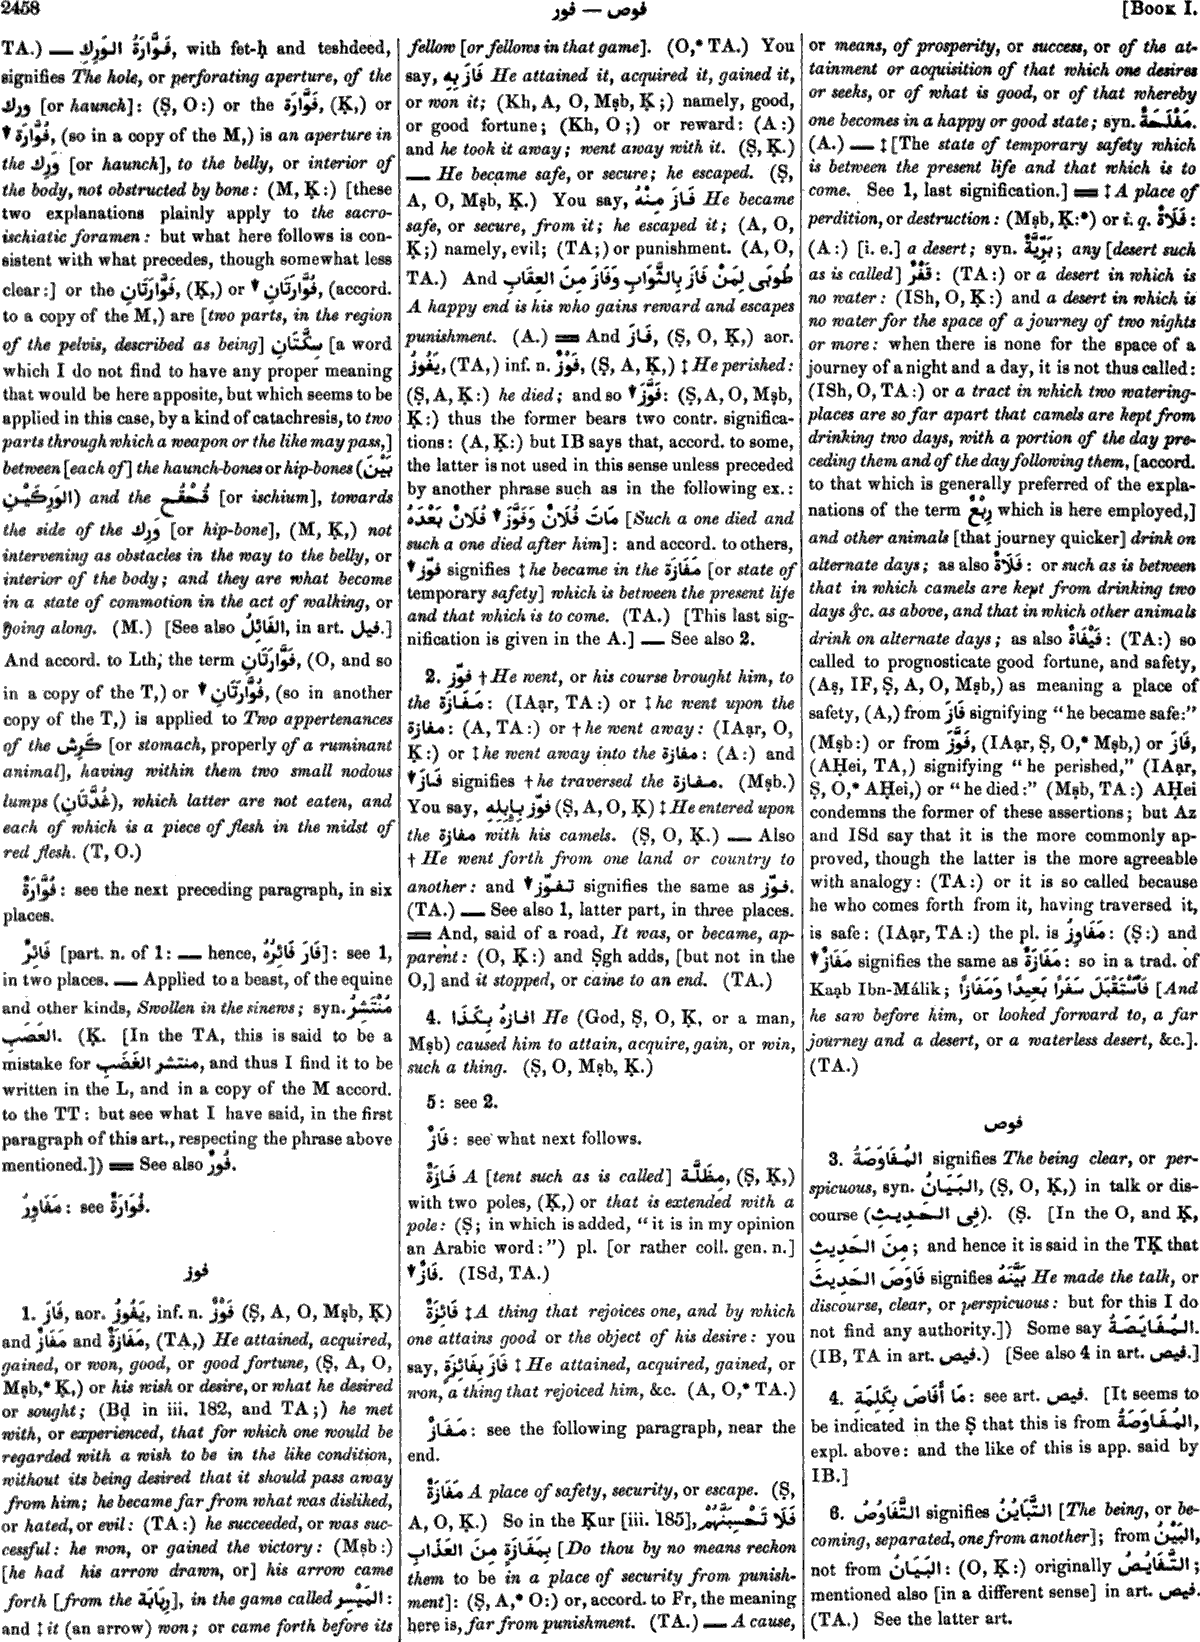 2458
فوص — فور
[Book I.
TA.) — فَوَّارَةُ الوَرِكِ, with fet-ḥ and teshdeed,
signifies The hole, or perforating aperture, of the
ورك [or haunch]: (Ṣ, O:) or the فَوَّارَة, (Ḳ,) or
▼ فُوَّارَة, (so in a copy of the M,) is an aperture in
the وَرِك [or haunch], to the belly, or interior of
the body, not obstructed by bone: (M, Ḳ:) [these
two explanations plainly apply to the sacro-
ischiatic foramen: but what here follows is con-
sistent with what precedes, though somewhat less
clear:] or the فَوَّارَتَانِ, (Ḳ,) or ▼ فُوَّارَتَانِ, (accord.
to a copy of the M,) are [two parts, in the region
of the pelvis, described as being] سِكَّتَانِ [a word
which I do not find to have any proper meaning
that would be here apposite, but which seems to be
applied in this case, by a kind of catachresis, to two
parts through which a weapon or the like may pass,]
between [each of] the haunch-bones or hip-bones (بَيْنَ
الوَرِكَيْنِ) and the قُحْقُح [or ischium], towards
the side of the وَرِك [or hip-bone], (M, Ḳ,) not
intervening as obstacles in the way to the belly, or
interior of the body; and they are what become
in a state of commotion in the act of walking, or
going along. (M.) [See also الفَائِلُ, in art. فيل.]
And accord. to Lth, the term فَوَّارَتَانِ, (O, and so
in a copy of the T,) or ▼ فُوَّارَتَانِ, (so in another
copy of the T,) is applied to Two appertenances
of the كَرِش [or stomach, properly of a ruminant
animal], having within them two small nodous
lumps (غُدَّتَانِ), which latter are not eaten, and
each of which is a piece of flesh in the midst of
red flesh. (T, O.)
فُوَّارَةٌ: see the next preceding paragraph, in six
places.
فَائِرٌ [part. n. of 1: — hence, فَارَ فَائِرُهُ]: see 1,
in two places. — Applied to a beast, of the equine
and other kinds, Swollen in the sinews; syn. مُنْتَشِرُ
العَصَبِ. (Ḳ. [In the TA, this is said to be a
mistake for منتشر الغَضَبِ, and thus I find it to be
written in the L, and in a copy of the M accord.
to the TT: but see what I have said, in the first
paragraph of this art., respecting the phrase above
mentioned.]) ═ See also فُورٌ.
مَفَاوِرُ: see فُوَارَةٌ.
فوز
1. فَازَ, aor. يَفُوزُ, inf. n. فَوْزٌ (Ṣ, A, O, Mṣb, Ḳ)
and مَفَازٌ and مَفَازَةٌ, (TA,) He attained, acquired,
gained, or won, good, or good fortune, (Ṣ, A, O,
Mṣb,* Ḳ,) or his wish or desire, or what he desired
or sought; (Bḍ in iii. 182, and TA;) he met
with, or experienced, that for which one would be
regarded with a wish to be in the like condition,
without its being desired that it should pass away
from him; he became far from what was disliked,
or hated, or evil: (TA:) he succeeded, or was suc-
cessful: he won, or gained the victory: (Mṣb:)
[he had his arrow drawn, or] his arrow came
forth [from the رِبَابَة], in the game called المَيْسِر:
and ‡ it (an arrow) won; or came forth before its
fellow [or fellows in that game]. (O,* TA.) You
say, فَازَ بِهِ He attained it, acquired it, gained it,
or won it; (Kh, A, O, Mṣb, Ḳ;) namely, good,
or good fortune; (Kh, O;) or reward: (A:)
and he took it away; went away with it. (Ṣ, Ḳ.)
— He became safe, or secure; he escaped. (Ṣ,
A, O, Mṣb, Ḳ.) You say, فَازَ مِنْهُ He became
safe, or secure, from it; he escaped it; (A, O,
Ḳ;) namely, evil; (TA;) or punishment. (A, O,
TA.) And طُوبَى لِمَنْ فَازَ بِالثَّوَابِ وَفَازَ مِنَ العِقَابِ
A happy end is his who gains reward and escapes
punishment. (A.) ═ And فَازَ, (Ṣ, O, Ḳ,) aor.
يَفُوزُ, (TA,) inf. n. فَوْزٌ, (Ṣ, A, Ḳ,) ‡ He perished:
(Ṣ, A, Ḳ:) he died; and so ▼ فَوَّزَ: (Ṣ, A, O, Mṣb,
Ḳ:) thus the former bears two contr. significa-
tions: (A, Ḳ:) but IB says that, accord. to some,
the latter is not used in this sense unless preceded
by another phrase such as in the following ex.:
مَاتَ فُلَانٌ وَفَوَّزَ ▼ فُلَانٌ بَعْدَهُ [Such a one died and
such a one died after him]: and accord. to others,
▼ فوّز signifies ‡ he became in the مَفَازَة [or state of
temporary safety] which is between the present life
and that which is to come. (TA.) [This last sig-
nification is given in the A.] — See also 2.
2. فوّز † He went, or his course brought him, to
the مَفَازَة: (IAạr, TA:) or ‡ he went upon the
مفازة: (A, TA:) or † he went away: (IAạr, O,
Ḳ:) or ‡ he went away into the مفازة: (A:) and
▼ فَازَ signifies † he traversed the مفازة. (Mṣb.)
You say, فوّز بِإِبِلِهِ (Ṣ, A, O, Ḳ) ‡ He entered upon
the مفازة with his camels. (Ṣ, O, Ḳ.) — Also
† He went forth from one land or country to
another: and ▼ تفوّز signifies the same as فوّز.
(TA.) — See also 1, latter part, in three places.
═ And, said of a road, It was, or became, ap-
parent: (O, Ḳ:) and Ṣgh adds, [but not in the
O,] and it stopped, or came to an end. (TA.)
4. افازهُ بِكَذَا He (God, Ṣ, O, Ḳ, or a man,
Mṣb) caused him to attain, acquire, gain, or win,
such a thing. (Ṣ, O, Mṣb, Ḳ.)
5: see 2.
فَازٌ: see what next follows.
فَازَةٌ A [tent such as is called] مِظَلَّة, (Ṣ, Ḳ,)
with two poles, (Ḳ,) or that is extended with a
pole: (Ṣ; in which is added, “it is in my opinion
an Arabic word:”) pl. [or rather coll. gen. n.]
▼ فَازٌ. (ISd, TA.)
فَائِزَةٌ ‡ A thing that rejoices one, and by which
one attains good or the object of his desire: you
say, فَازَ بِفَائِزَةٍ ‡ He attained, acquired, gained, or
won, a thing that rejoiced him, &c. (A, O,* TA.)
مَفَازٌ: see the following paragraph, near the
end.
مَفَازَةٌ A place of safety, security, or escape. (Ṣ,
A, O, Ḳ.) So in the Ḳur [iii. 185], فَلَا تَحْسِبَنَّهُمْ
بِمَفَازَةٍ مِنَ العَذَابِ [Do thou by no means reckon
them to be in a place of security from punish-
ment]: (Ṣ, A,* O:) or, accord. to Fr, the meaning
here is, far from punishment. (TA.) — A cause,
or means, of prosperity, or success, or of the at-
tainment or acquisition of that which one desires
or seeks, or of what is good, or of that whereby
one becomes in a happy or good state; syn. مَفْلَحَةٌ.
(A.) — ‡ [The state of temporary safety which
is between the present life and that which is to
come. See 1, last signification.] ═ ‡ A place of
perdition, or destruction: (Mṣb, Ḳ:*) or i. q. فَلَاةٌ:
(A:) [i. e.] a desert; syn. بَرِّيَّةٌ; any [desert such
as is called] قَفْرٌ: (TA:) or a desert in which is
no water: (ISh, O, Ḳ:) and a desert in which is
no water for the space of a journey of two nights
or more: when there is none for the space of a
journey of a night and a day, it is not thus called:
(ISh, O, TA:) or a tract in which two watering-
places are so far apart that camels are kept from
drinking two days, with a portion of the day pre-
ceding them and of the day following them, [accord.
to that which is generally preferred of the expla-
nations of the term رِبْعٌ which is here employed,]
and other animals [that journey quicker] drink on
alternate days; as also فَلَاةٌ: or such as is between
that in which camels are kept from drinking two
days &c. as above, and that in which other animals
drink on alternate days; as also فَيْفَاةٌ: (TA:) so
called to prognosticate good fortune, and safety,
(Aṣ, IF, Ṣ, A, O, Mṣb,) as meaning a place of
safety, (A,) from فَازَ signifying “he became safe:”
(Mṣb:) or from فَوَّزَ, (IAạr, Ṣ, O,* Mṣb,) or فَازَ,
(AḤei, TA,) signifying “he perished,” (IAạr,
Ṣ, O,* AḤei,) or “he died:” (Mṣb, TA:) AḤei
condemns the former of these assertions; but Az
and ISd say that it is the more commonly ap-
proved, though the latter is the more agreeable
with analogy: (TA:) or it is so called because
he who comes forth from it, having traversed it,
is safe: (IAạr, TA:) the pl. is مَفَاوِزُ: (Ṣ:) and
▼ مَفَازٌ signifies the same as مَفَازَةٌ: so in a trad. of
Kaạb Ibn-Málik; فَٱسْتَقْبَلَ سَفَرًا بَعِيدًا وَمَفَازًا [And
he saw before him, or looked forward to, a far
journey and a desert, or a waterless desert, &c.].
(TA.)
فوص
3. المُفَاوَصَةُ signifies The being clear, or per-
spicuous, syn. البَيَانُ, (Ṣ, O, Ḳ,) in talk or dis-
course (فِى الحَدِيثِ). (Ṣ. [In the O, and Ḳ,
مِنَ الحَدِيثِ; and hence it is said in the TḲ that
فَاوَصَ الحَدِيثَ signifies بَيَّنَهُ He made the talk, or
discourse, clear, or perspicuous: but for this I do
not find any authority.]) Some say المُفَايَصَةُ.
(IB, TA in art. فيص.) [See also 4 in art. فيص.]
4. مَا أَفَاصَ بِكَلِمَةٍ: see art. فيص. [It seems to
be indicated in the Ṣ that this is from المُفَاوَصَةُ,
expl. above: and the like of this is app. said by
IB.]
6. التَّفَاوُصُ signifies التَّبَايُنُ [The being, or be-
coming, separated, one from another]; from البَيْنُ,
not from البَيَانُ: (O, Ḳ:) originally التَّفَايُصُ;
mentioned also [in a different sense] in art. فيص.
(TA.) See the latter art.